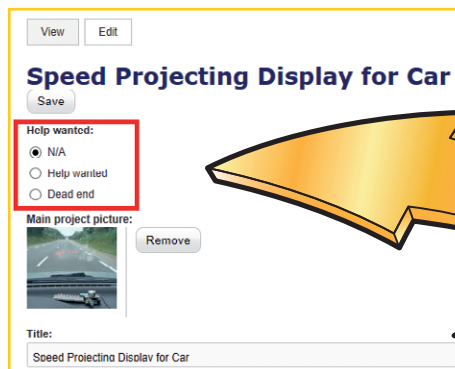 View Edit
Speed Projecting Display for Car
Save
Help wanted:
N/A
Help wanted
Dead end
Main project picture:
Remove
Title:
Speed Projecting Display for Car